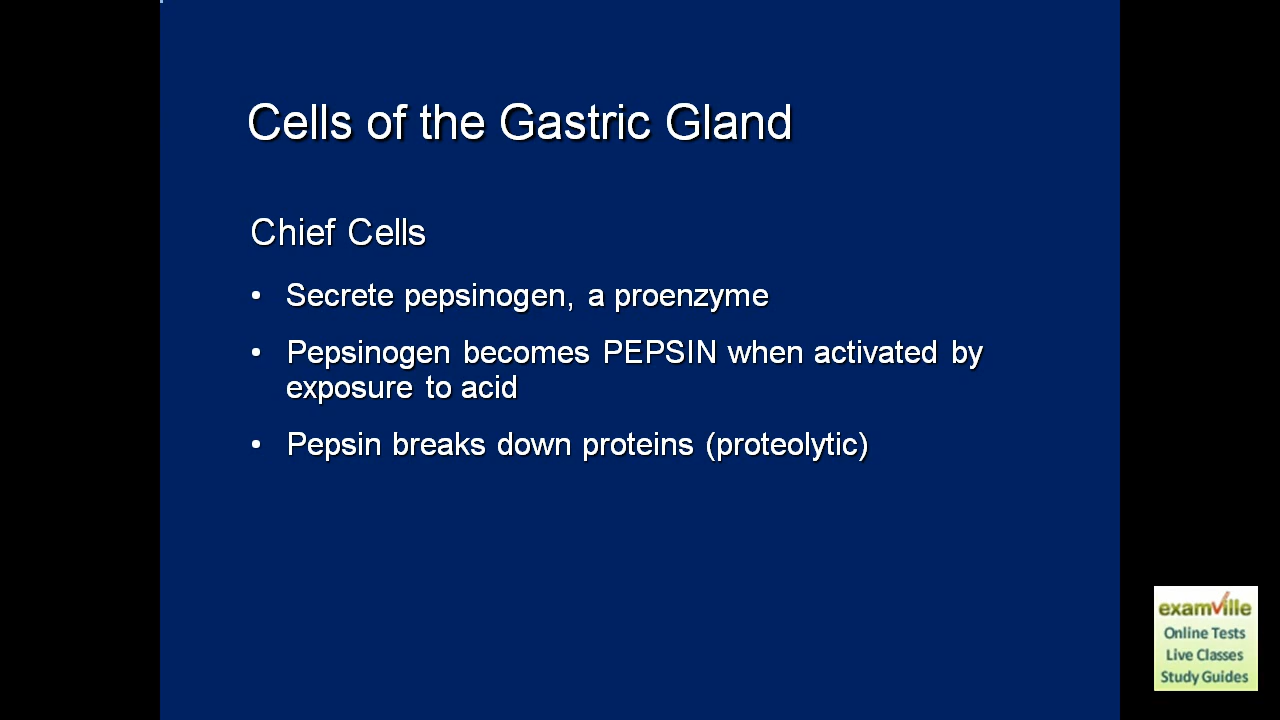 Cells of the Gastric Gland
Chief Cells
• Secrete pepsinogen, a proenzyme
• Pepsinogen becomes PEPSIN when activated by
exposure to acid
• Pepsin breaks down proteins (proteolytic)
examville
Online Tests
Live Classes
Study Guides